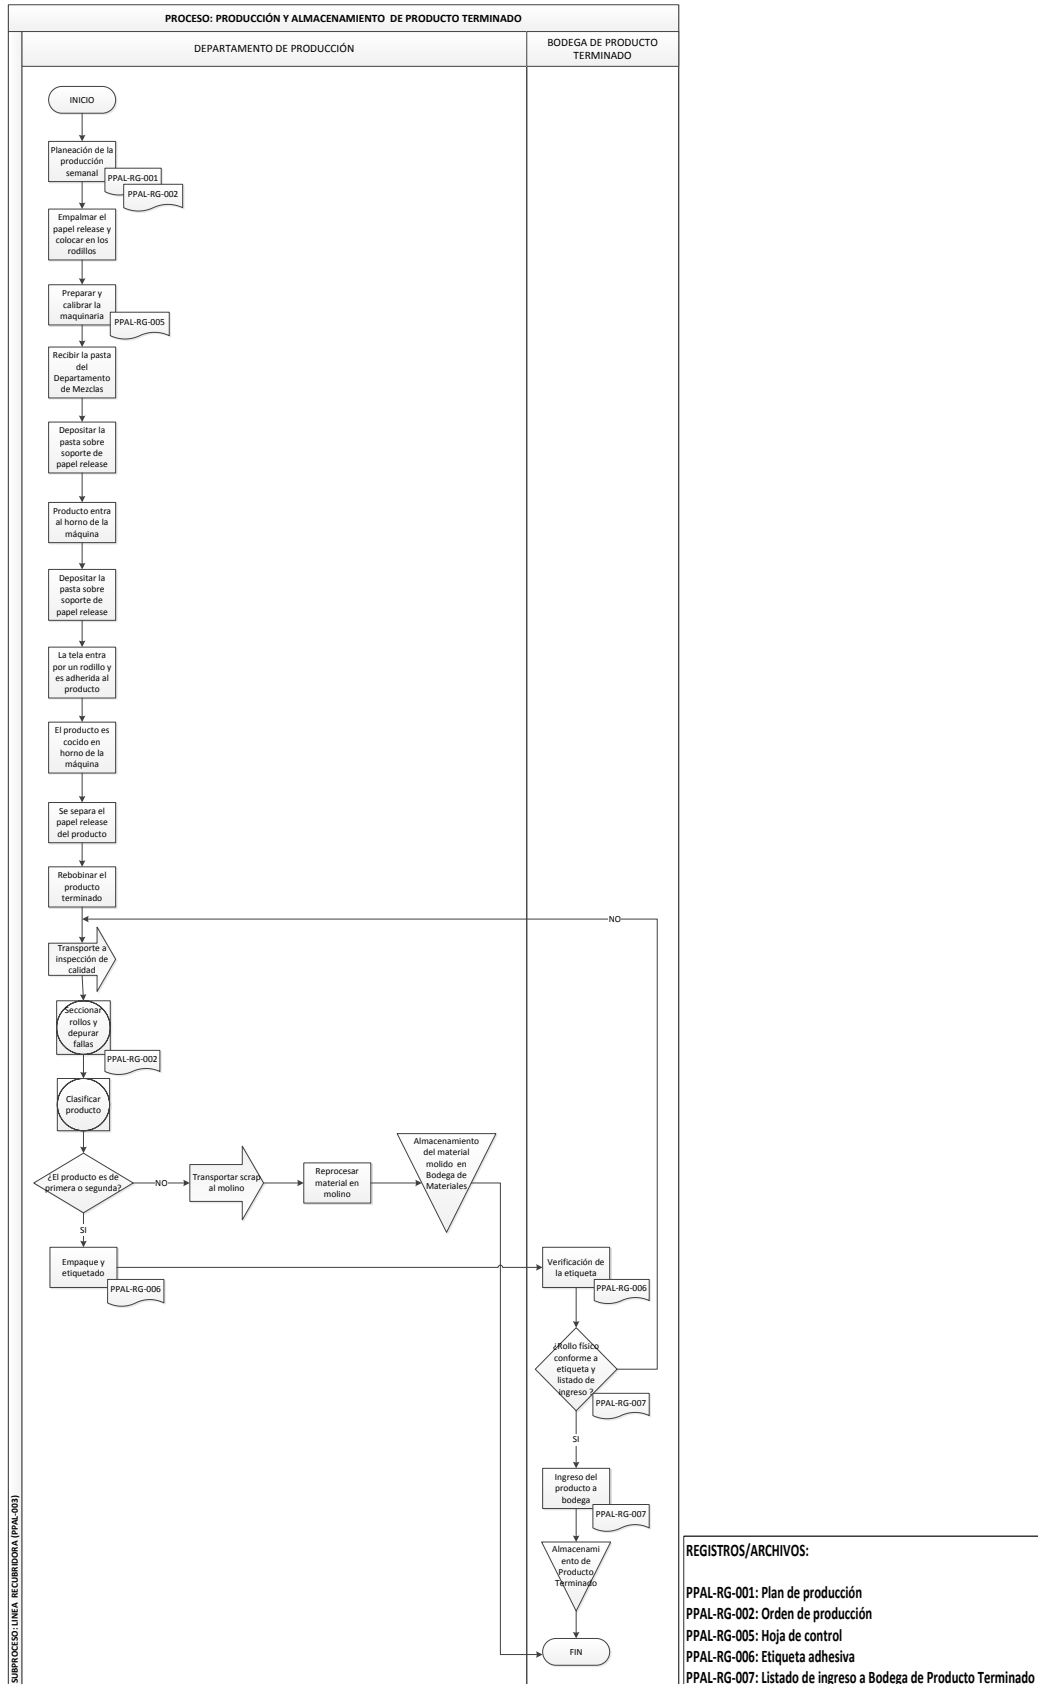 PROCESO: PRODUCCIÓN Y ALMACENAMIENTO DE PRODUCTO TERMINADO
DEPARTAMENTO DE PRODUCCIÓN
BODEGA DE PRODUCTO
TERMINADO
INICIO
Planeación de la
producción
semanal
PPAL-RG-001
PPAL-RG-002
Empalmar el
papel release y
colocar en los
rodillos
Preparar y
calibrar la
maquinaria
PPAL-RG-005
Recibir la pasta
del
Departamento
de Mezclas
Depositar la
pasta sobre
soporte de
papel release
Producto entra
al horno de la
máquina
Depositar la
pasta sobre
soporte de
papel release
La tela entra
por un rodillo y
es adherida al
producto
El producto es
cocido en
horno de la
máquina
Se separa el
papel release
del producto
Rebobinar el
producto
terminado
NO
Transporte a
inspección de
calidad
Seccionar
rollos y
depurar
fallas
PPAL-RG-002
Clasificar
producto
¿El producto es de
primera o segunda?
NO
Transportar scrap
al molino
Reprocesar
material en
molino
Almacenamiento
del material
molido en
Bodega de
Materiales
SI
Empaque y
etiquetado
PPAL-RG-006
Verificación de
la etiqueta
PPAL-RG-006
¿Rollo físico
conforme a
etiqueta y
listado de
ingreso ?
PPAL-RG-007
SI
Ingreso del
producto a
bodega
PPAL-RG-007
Almacenami
ento de
Producto
Terminado
FIN
SUBPROCESO: LINEA RECUBRIDORA (PPAL-003)
REGISTROS/ARCHIVOS:
PPAL-RG-001: Plan de producción
PPAL-RG-002: Orden de producción
PPAL-RG-005: Hoja de control
PPAL-RG-006: Etiqueta adhesiva
PPAL-RG-007: Listado de ingreso a Bodega de Producto Terminado